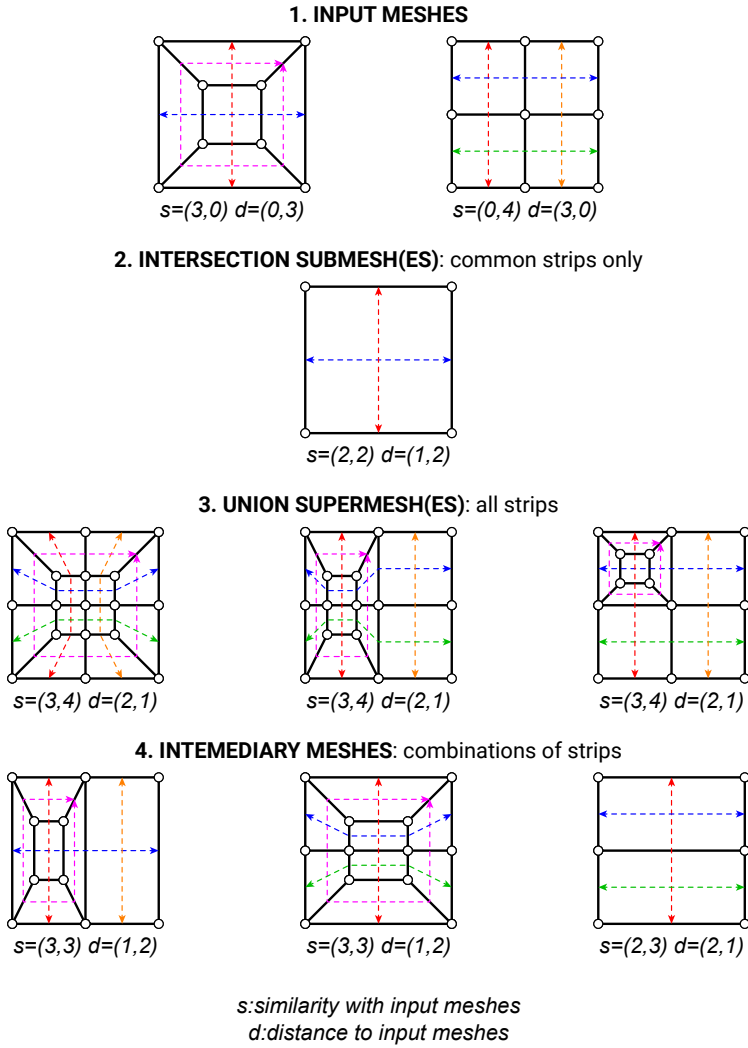 1. INPUT MESHES
s=(3,0) d=(0,3)
s=(0,4) d=(3,0)
2. INTERSECTION SUBMESH(ES): common strips only
s=(2,2) d=(1,2)
3. UNION SUPERMESH(ES): all strips
s=(3,4) d=(2,1)
s=(3,4) d=(2,1)
s=(3,4) d=(2,1)
4. INTEMEDIARY MESHES: combinations of strips
s=(3,3) d=(1,2)
s=(3,3) d=(1,2)
s=(2,3) d=(2,1)
s:similarity with input meshes
d:distance to input meshes